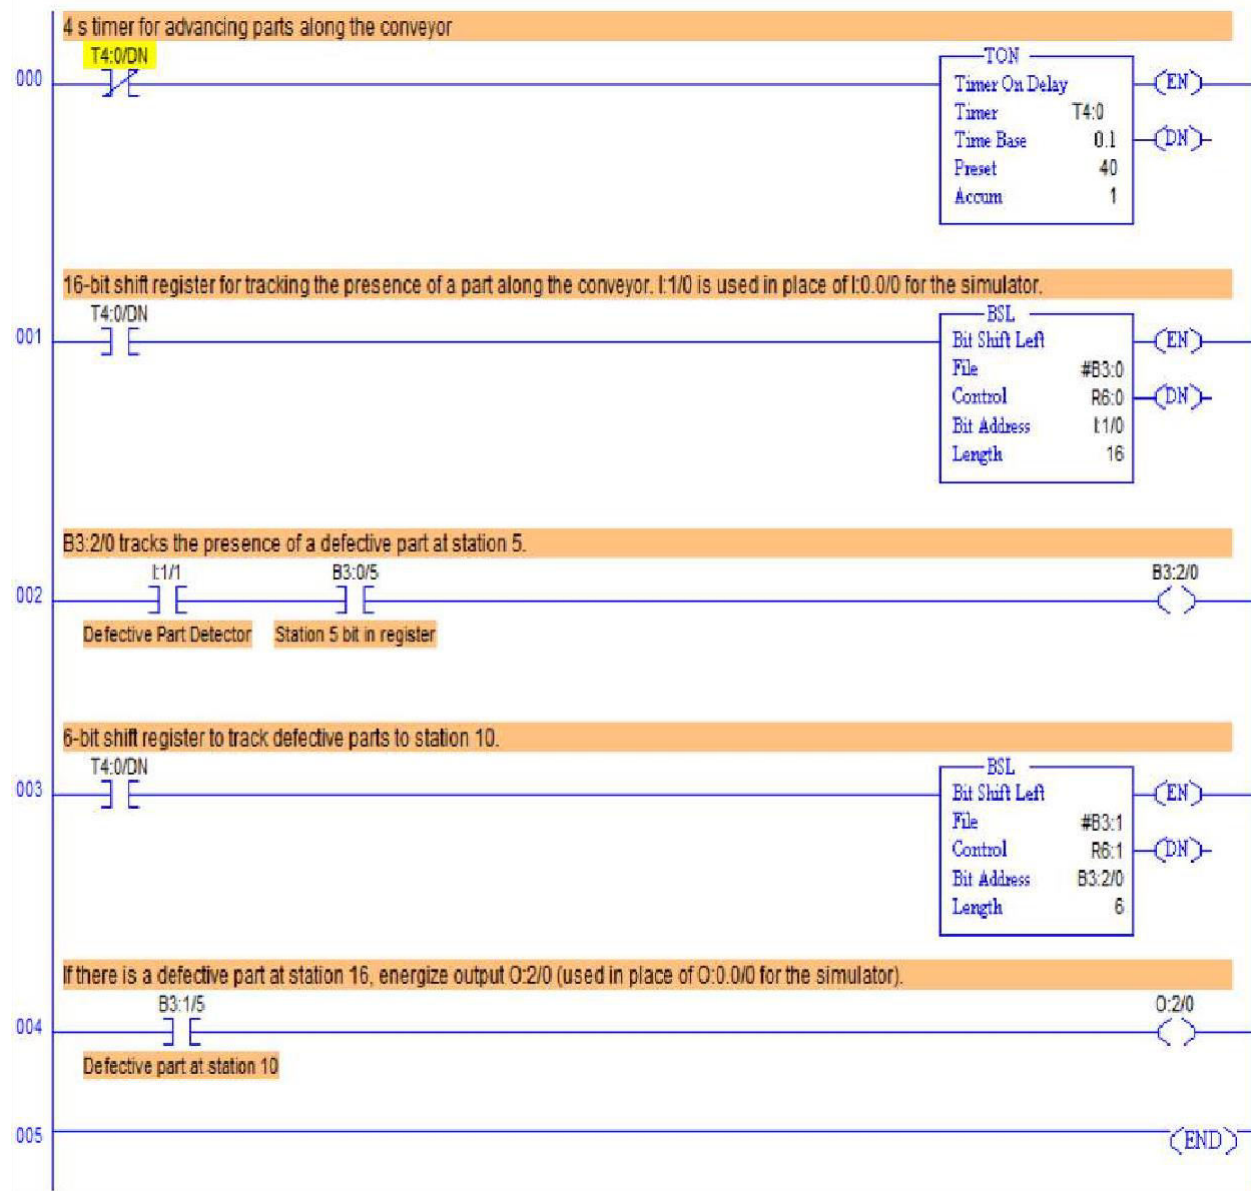 4 s timer for advancing parts along the conveyor
T4:0/DN
000
TON
Timer On Delay
Timer T4:0
Time Base 0.1
Preset 40
Accum 1
(EN)
(DN)
16-bit shift register for tracking the presence of a part along the conveyor. I:1/0 is used in place of I:0.0/0 for the simulator.
T4:0/DN
001
BSL
Bit Shift Left
File #B3:0
Control R6:0
Bit Address I:1/0
Length 16
(EN)
(DN)
B3:2/0 tracks the presence of a defective part at station 5.
I:1/1 B3:0/5 B3:2/0
002
Defective Part Detector Station 5 bit in register
6-bit shift register to track defective parts to station 10.
T4:0/DN
003
BSL
Bit Shift Left
File #B3:1
Control R6:1
Bit Address B3:2/0
Length 6
(EN)
(DN)
If there is a defective part at station 16, energize output O:2/0 (used in place of O:0.0/0 for the simulator).
B3:1/5 O:2/0
004
Defective part at station 10
005
(END)